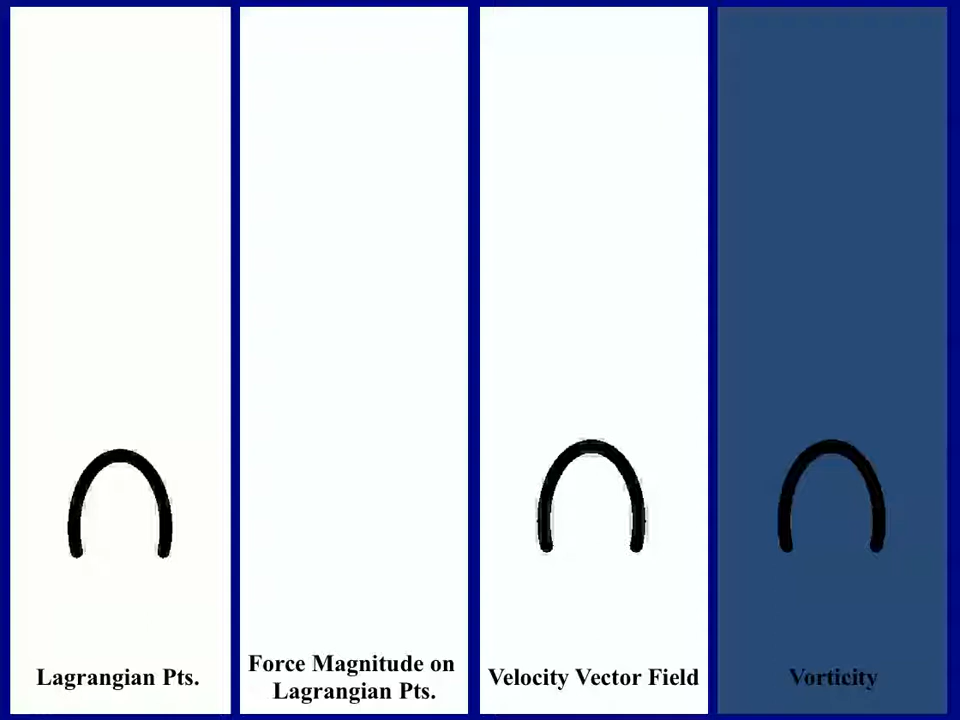 Lagrangian Pts.
Force Magnitude on
Lagrangian Pts.
Velocity Vector Field
Vorticity